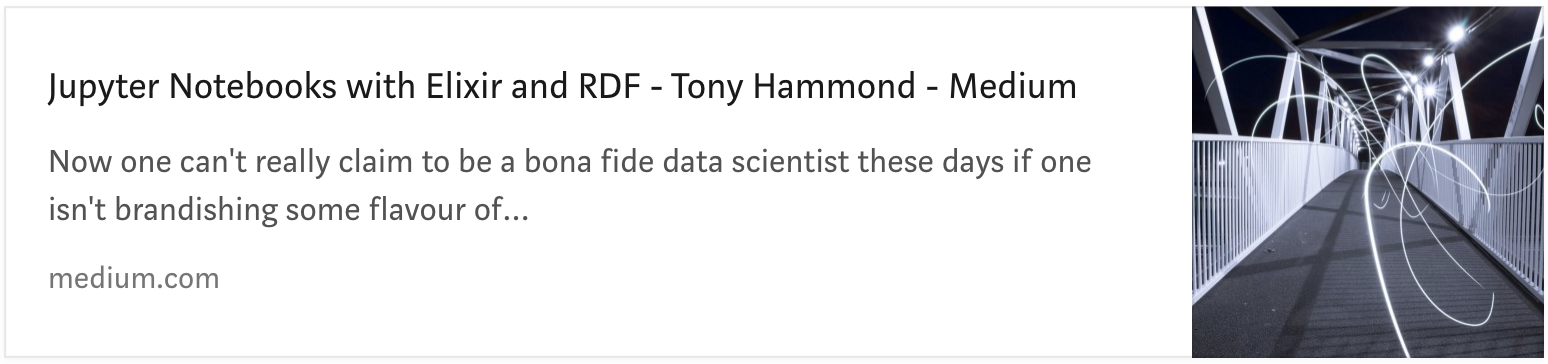 Jupyter Notebooks with Elixir and RDF - Tony Hammond - Medium
Now one can't really claim to be a bona fide data scientist these days if one
isn't brandishing some flavour of...
medium.com